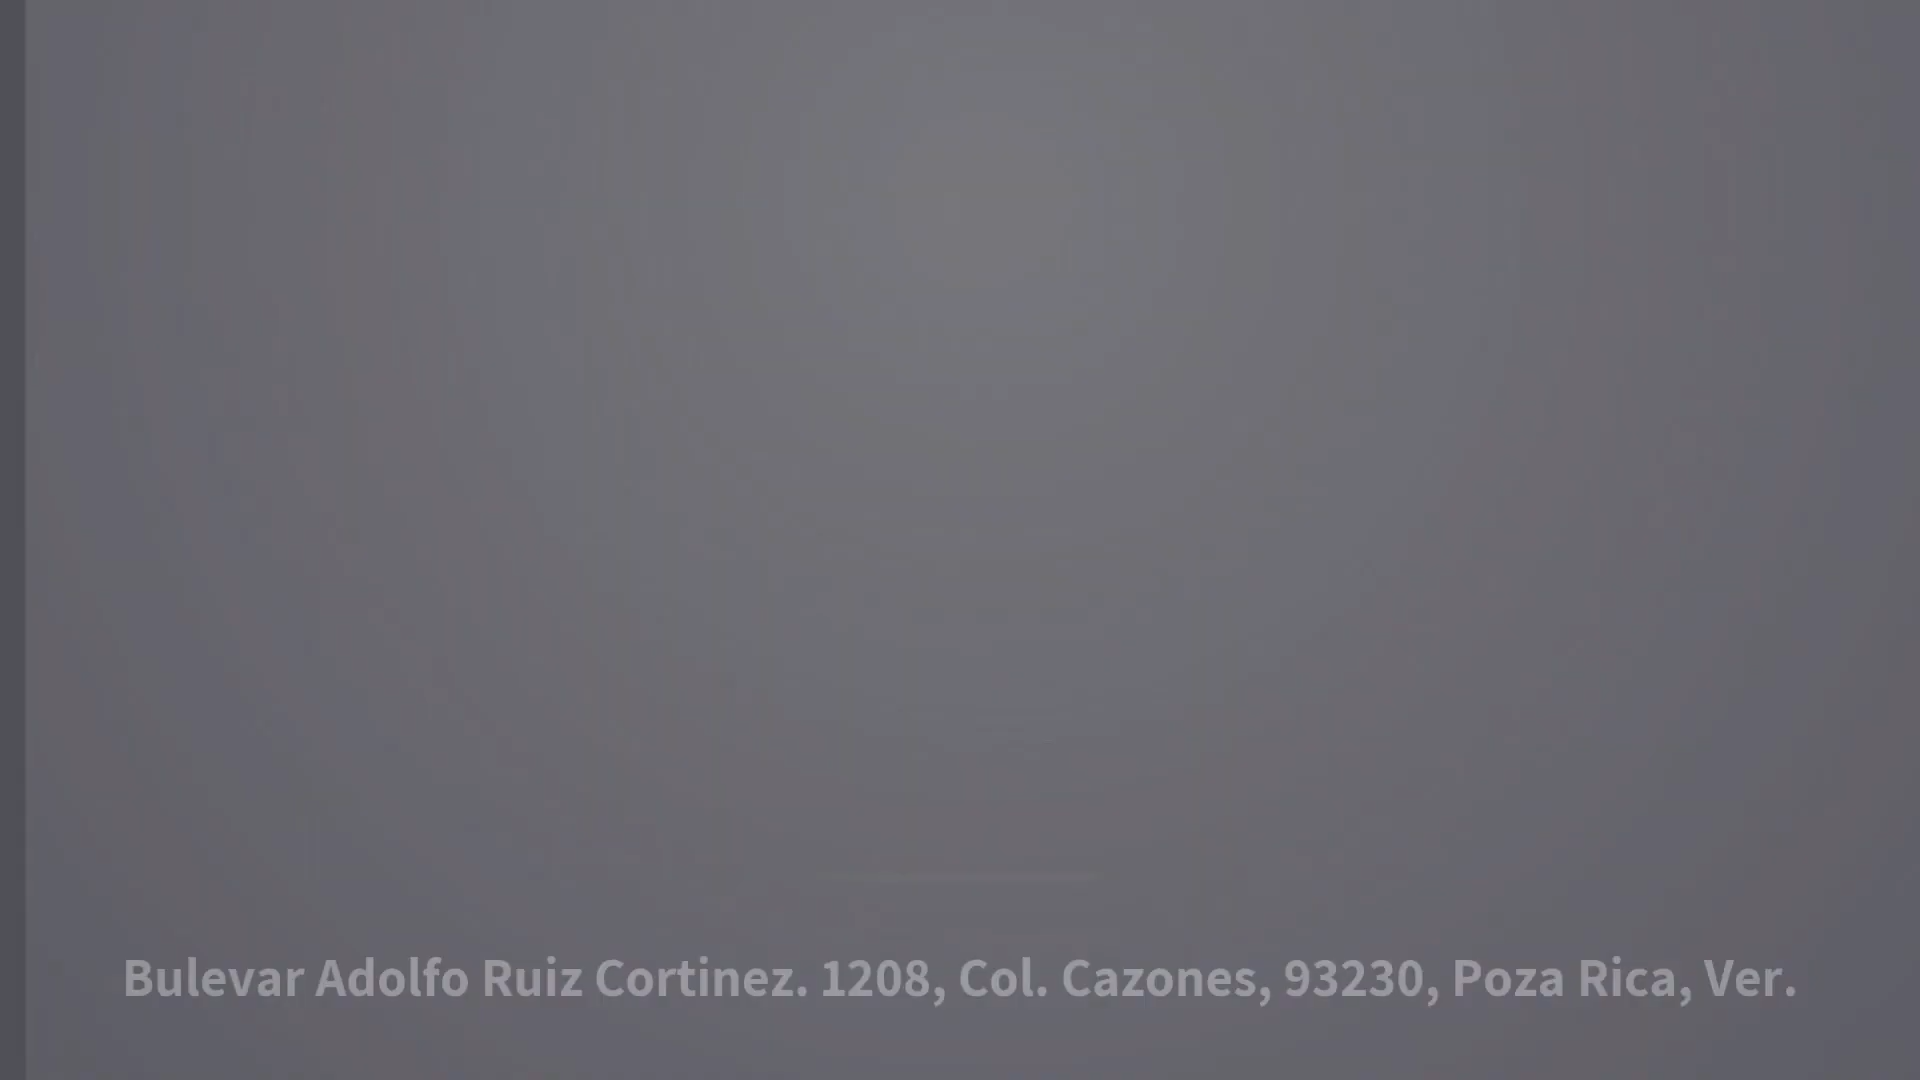 Bulevar Adolfo Ruiz Cortinez. 1208, Col. Cazones, 93230, Poza Rica, Ver.